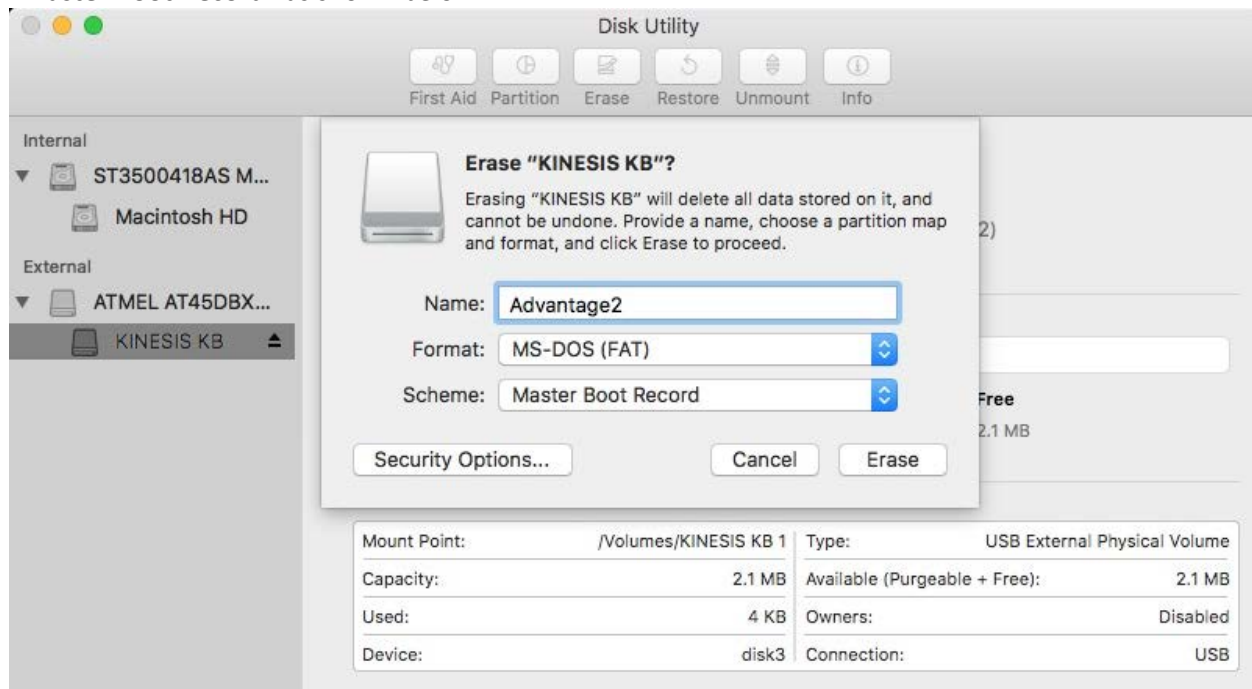 Disk Utility
First Aid Partition Erase Restore Unmount Info
Internal
ST3500418AS M...
Macintosh HD
External
ATMEL AT45DBX...
KINESIS KB
Erase “KINESIS KB”?
Erasing “KINESIS KB” will delete all data stored on it, and
cannot be undone. Provide a name, choose a partition map
and format, and click Erase to proceed.
Name: Advantage2
Format: MS-DOS (FAT)
Scheme: Master Boot Record
Security Options... Cancel Erase
2)
Free
2.1 MB
Mount Point: /Volumes/KINESIS KB 1 Type: USB External Physical Volume
Capacity: 2.1 MB Available (Purgeable + Free): 2.1 MB
Used: 4 KB Owners: Disabled
Device: disk3 Connection: USB